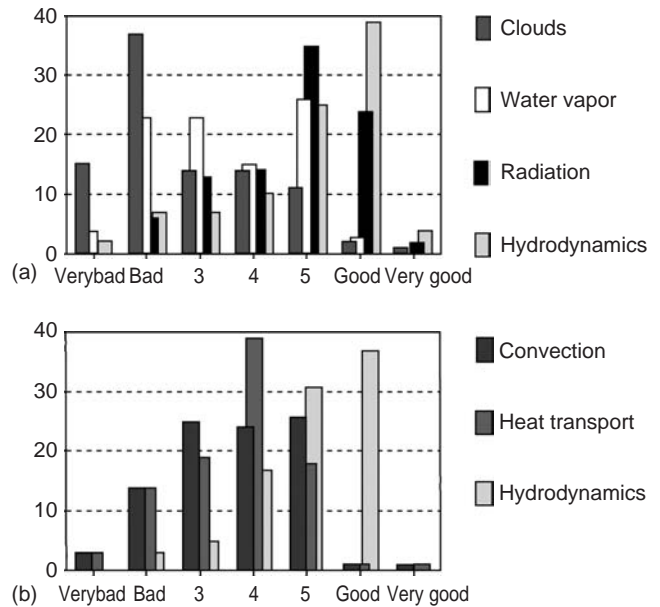 40
30
20
10
0
(a)
Verybad Bad 3 4 5 Good Very good
Clouds
Water vapor
Radiation
Hydrodynamics
40
30
20
10
0
(b)
Verybad Bad 3 4 5 Good Very good
Convection
Heat transport
Hydrodynamics